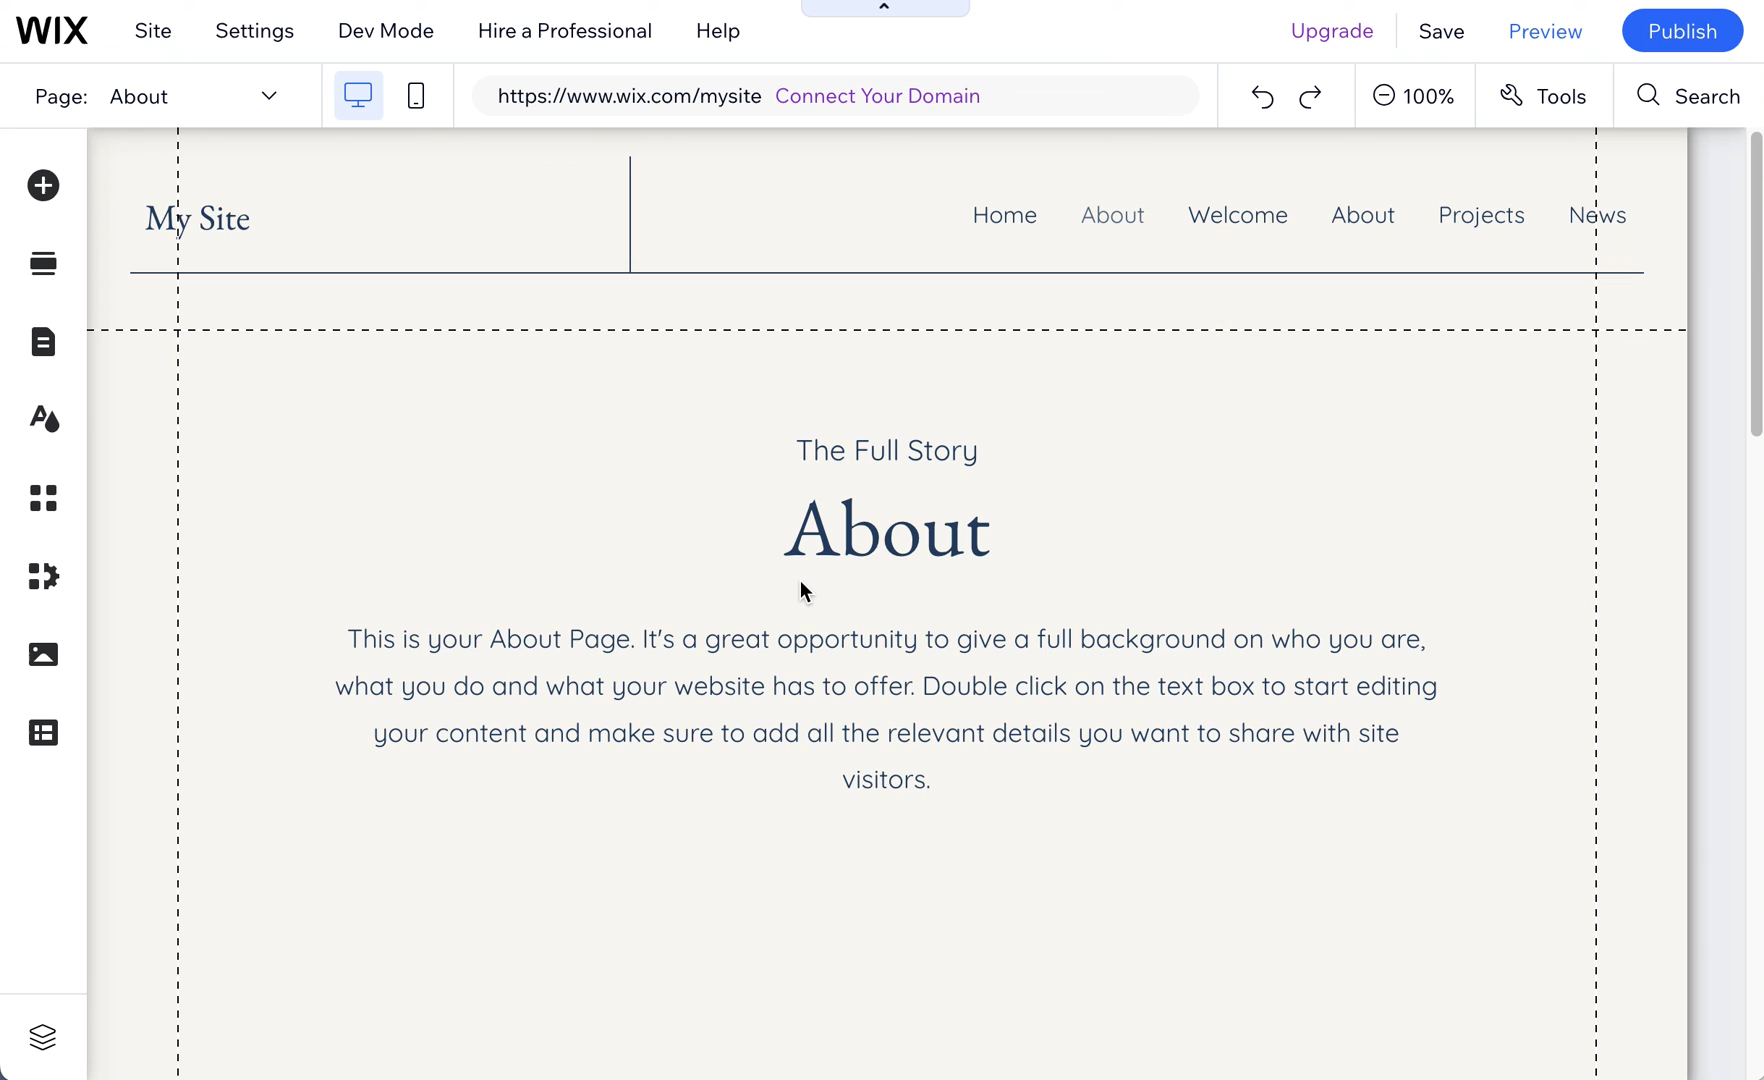 WIX Site Settings Dev Mode Hire a Professional Help Upgrade Save Preview Publish
Page: About https://www.wix.com/mysite Connect Your Domain 100% Tools Search
My Site Home About Welcome About Projects News
The Full Story
About
This is your About Page. It's a great opportunity to give a full background on who you are,
what you do and what your website has to offer. Double click on the text box to start editing
your content and make sure to add all the relevant details you want to share with site
visitors.